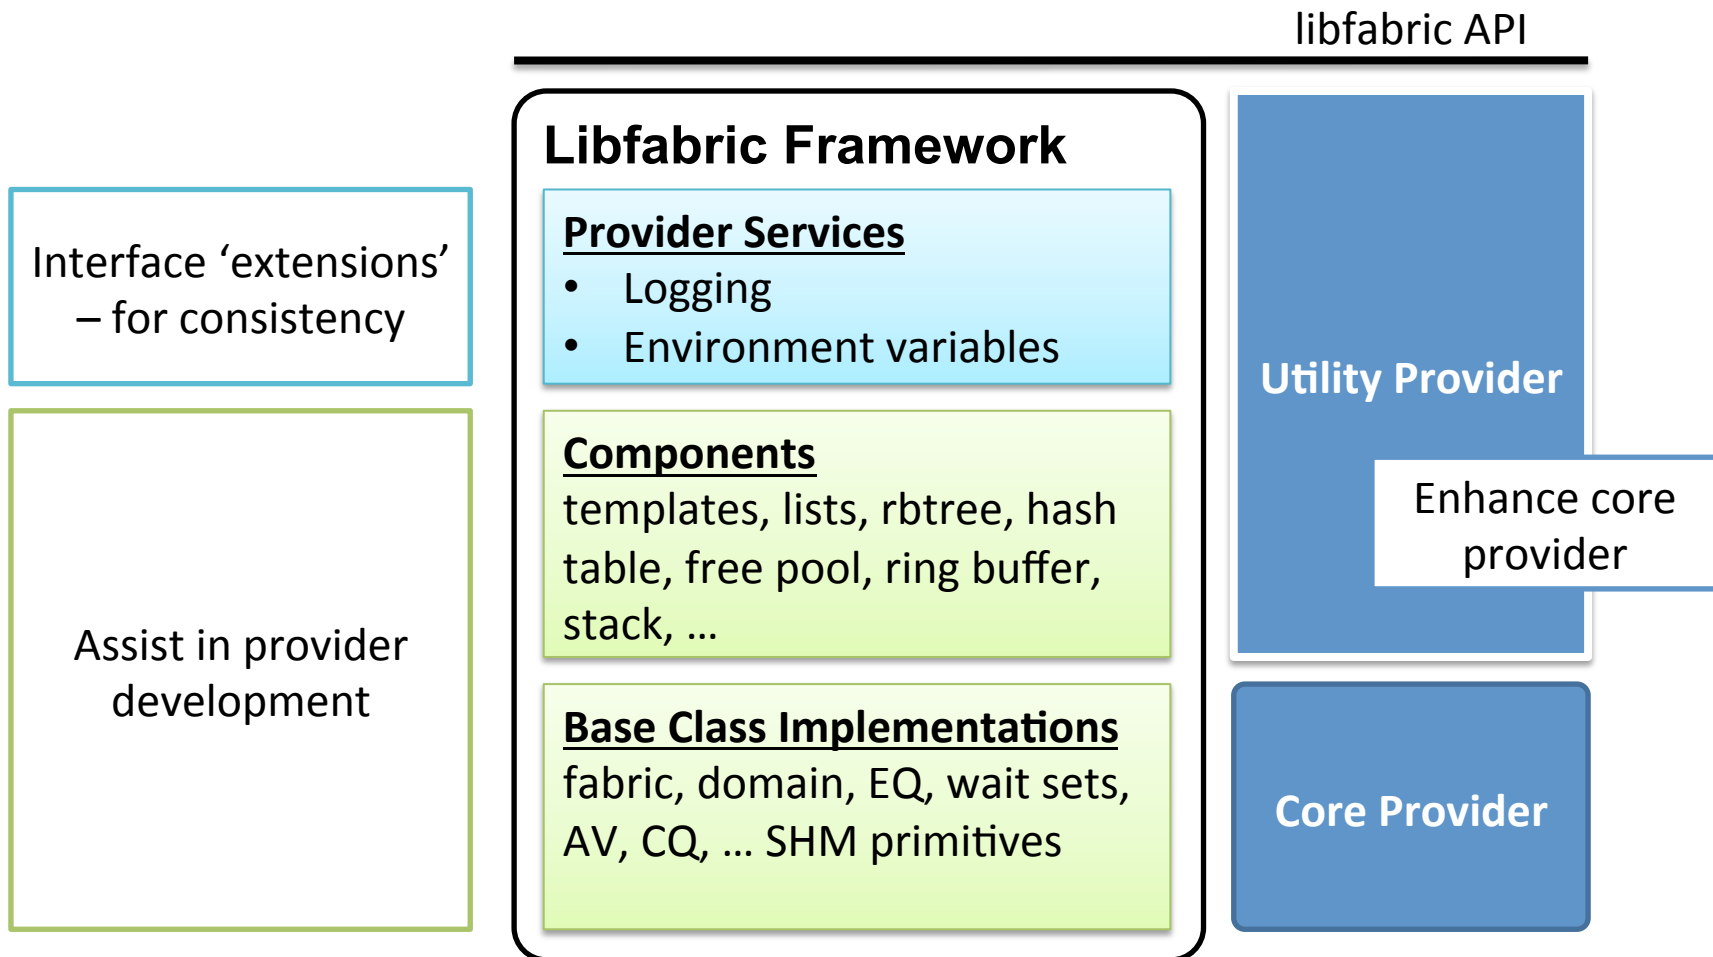 libfabric API
Libfabric Framework
Interface ‘extensions’
– for consistency
Provider Services
• Logging
• Environment variables
Utility Provider
Components
templates, lists, rbtree, hash
table, free pool, ring buffer,
stack, ...
Enhance core
provider
Assist in provider
development
Base Class Implementations
fabric, domain, EQ, wait sets,
AV, CQ, ... SHM primitives
Core Provider